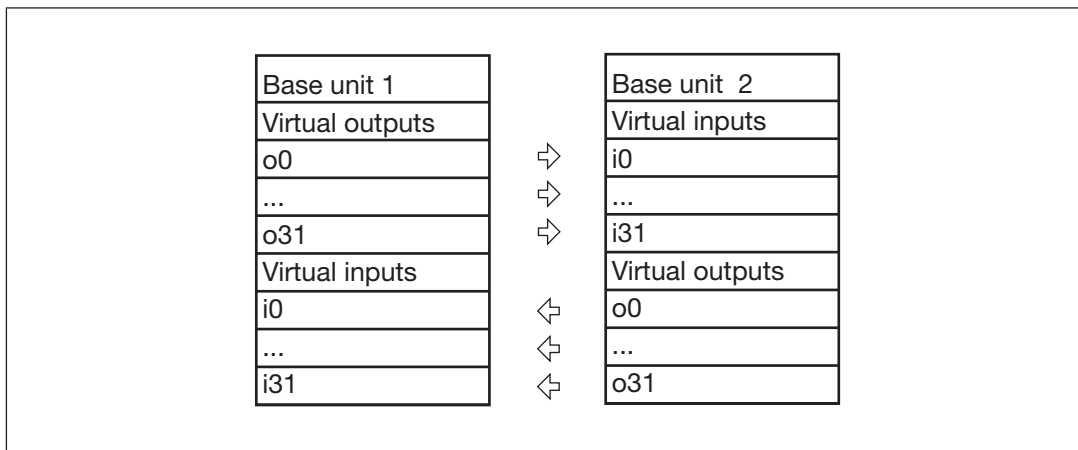 Base unit 1
Virtual outputs
o0
...
o31
Virtual inputs
i0
...
i31
Base unit 2
Virtual inputs
i0
...
i31
Virtual outputs
o0
...
o31